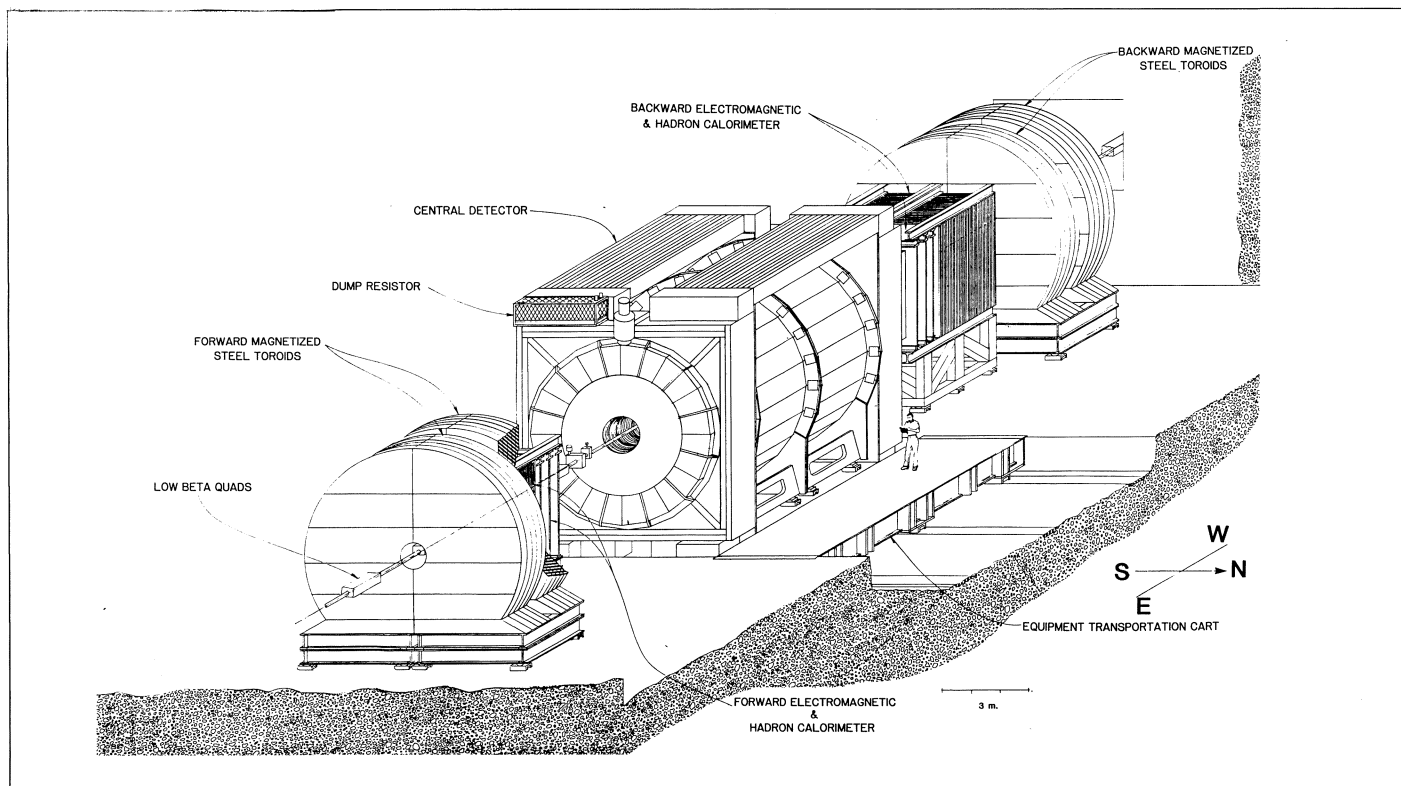 BACKWARD MAGNETIZED
STEEL TOROIDS
BACKWARD ELECTROMAGNETIC
& HADRON CALORIMETER
CENTRAL DETECTOR
DUMP RESISTOR
FORWARD MAGNETIZED
STEEL TOROIDS
LOW BETA QUADS
W
S
N
E
EQUIPMENT TRANSPORTATION CART
3 m.
FORWARD ELECTROMAGNETIC
&
HADRON CALORIMETER